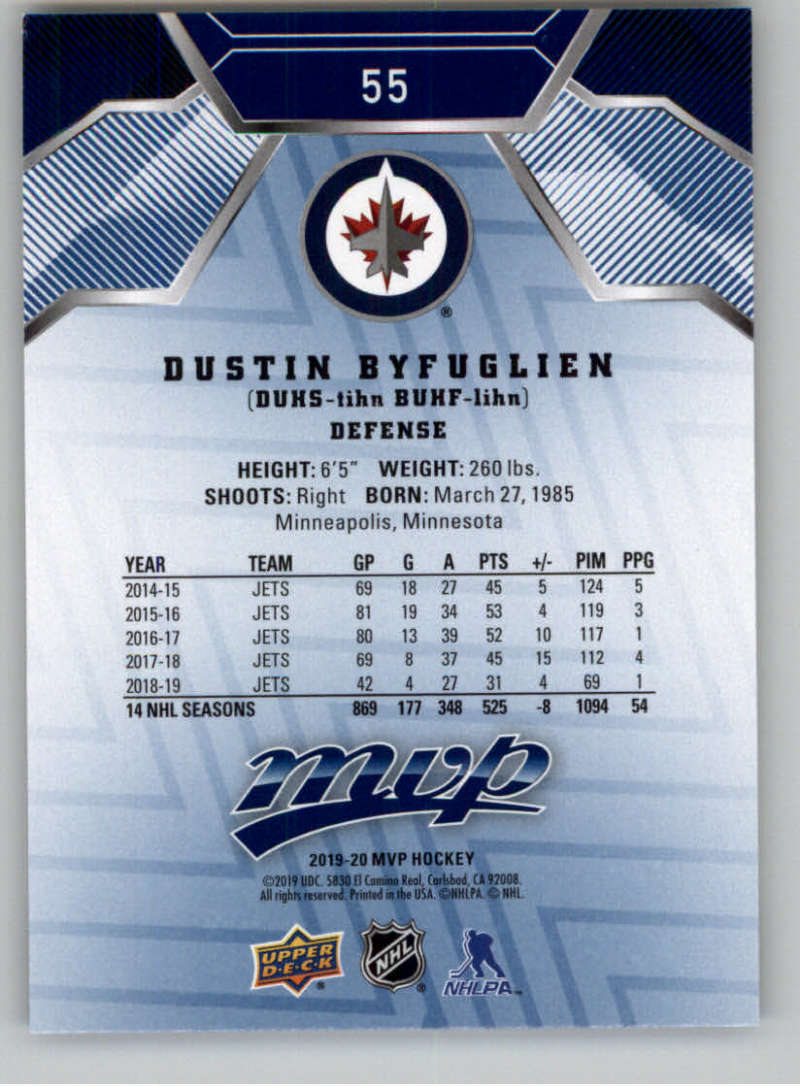 55
®
DUSTIN BYFUGLIEN
(DUHS-tihn BUHF-lihn)
DEFENSE
HEIGHT: 6'5" WEIGHT: 260 lbs.
SHOOTS: Right BORN: March 27, 1985
Minneapolis, Minnesota
YEAR TEAM GP G A PTS +/- PIM PPG
2014-15 JETS 69 18 27 45 5 124 5
2015-16 JETS 81 19 34 53 4 119 3
2016-17 JETS 80 13 39 52 10 117 1
2017-18 JETS 69 8 37 45 15 112 4
2018-19 JETS 42 4 27 31 4 69 1
14 NHL SEASONS 869 177 348 525 -8 1094 54
mvp
2019-20 MVP HOCKEY
©2019 UDC. 5830 El Camino Real, Carlsbad, CA 92008.
All rights reserved. Printed in the USA. ©NHLPA. © NHL.
UPPER
D·E·C·K ®
NHL ®
NHLPA™